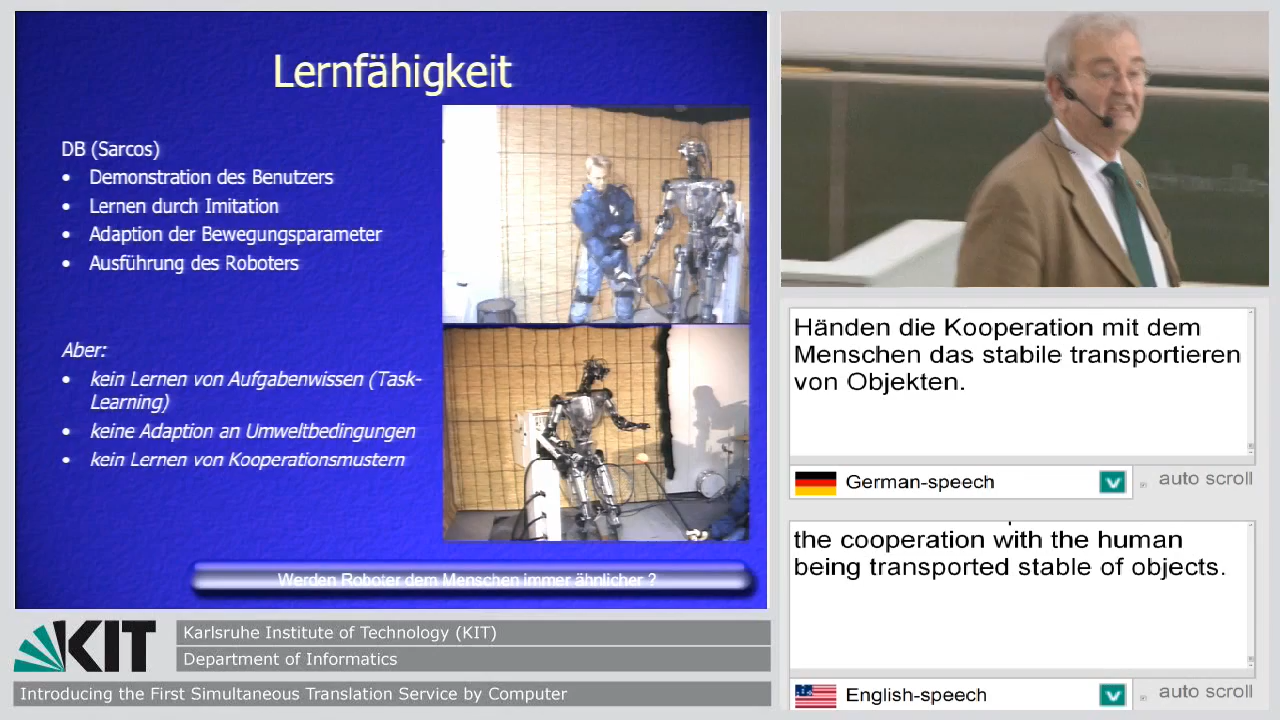 Lernfähigkeit
DB (Sarcos)
• Demonstration des Benutzers
• Lernen durch Imitation
• Adaption der Bewegungsparameter
• Ausführung des Roboters
Aber:
• kein Lernen von Aufgabenwissen (Task-
Learning)
• keine Adaption an Umweltbedingungen
• kein Lernen von Kooperationsmustern
Werden Roboter dem Menschen immer ähnlicher ?
Händen die Kooperation mit dem
Menschen das stabile transportieren
von Objekten.
German-speech
auto scroll
the cooperation with the human
being transported stable of objects.
English-speech
auto scroll
KIT
Karlsruhe Institute of Technology (KIT)
Department of Informatics
Introducing the First Simultaneous Translation Service by Computer